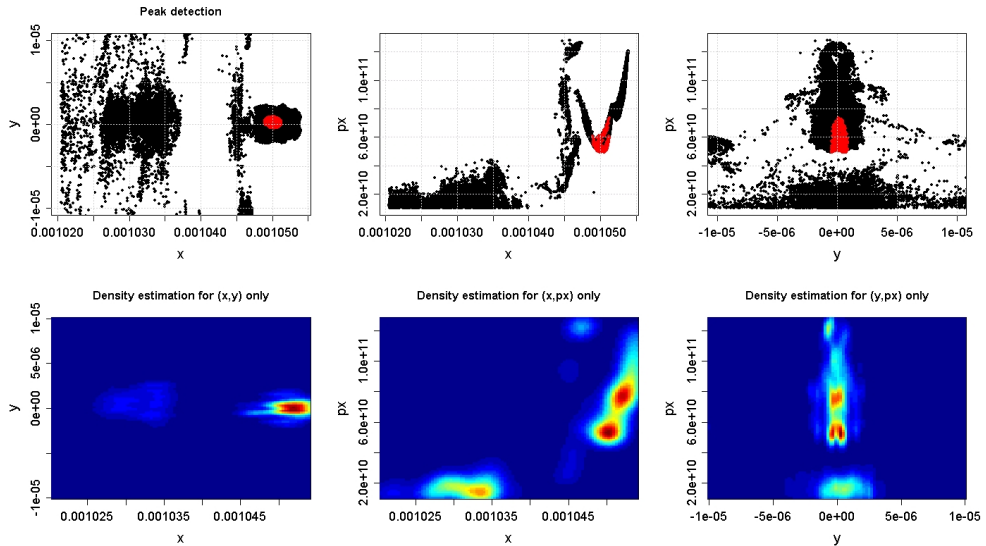 Peak detection
1e-05
0e+00
-1e-05
y
0.001020
0.001030
0.001040
0.001050
x
1.0e+11
6.0e+10
2.0e+10
px
0.001020
0.001030
0.001040
0.001050
x
1.0e+11
6.0e+10
2.0e+10
px
-1e-05
-5e-06
0e+00
5e-06
1e-05
y
Density estimation for (x,y) only
1e-05
5e-06
0e+00
-1e-05
y
0.001025
0.001035
0.001045
x
Density estimation for (x,px) only
1.0e+11
6.0e+10
2.0e+10
px
0.001025
0.001035
0.001045
x
Density estimation for (y,px) only
1.0e+11
6.0e+10
2.0e+10
px
-1e-05
-5e-06
0e+00
5e-06
1e-05
y